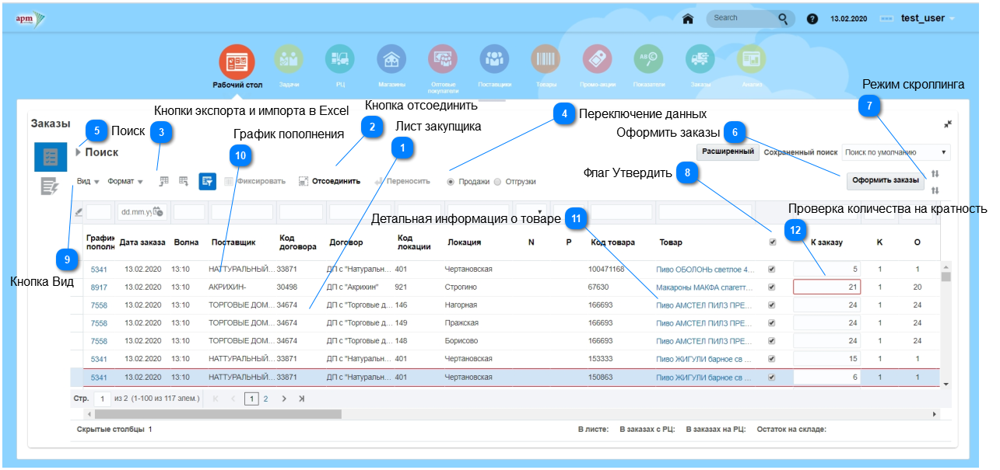 apm
Search
13.02.2020
test_user
Рабочий стол
Задачи
РЦ
Магазины
Оптовые покупатели
Поставщики
Товары
Промо-акции
Показатели
Заказы
Анализ
Режим скроллинга
7
Заказы
Кнопки экспорта и импорта в Excel
Кнопка отсоединить
4 Переключение данных
5 Поиск
3
2
Лист закупщика
Оформить заказы 6
График пополнения
1
10
Поиск
Расширенный
Сохраненный поиск
Поиск по умолчанию
Флаг Утвердить 8
Вид
Формат
Фиксировать
Отсоединить
Переносить
Продажи
Отгрузки
Оформить заказы
dd.mm.y
Детальная информация о товаре 11
Проверка количества на кратность
12
График пополн
Дата заказа
Волна
Поставщик
Код договора
Договор
Код локации
Локация
N
P
Код товара
Товар
К заказу
К
О
9
Кнопка Вид
5341 13.02.2020 13:10 НАТТУРАЛЬНЫЙ... 33871 ДП с "Натуральн... 401 Чертановская 100471168 Пиво ОБОЛОНЬ светлое 4... 5 1 1
8917 13.02.2020 13:10 АКРИХИН- 30498 ДП с "Акрихин" 921 Строгино 67630 Макароны МАКФА спагетт... 21 1 20
7558 13.02.2020 13:10 ТОРГОВЫЕ ДОМ... 34674 ДП с "Торговые д... 146 Нагорная 166693 Пиво АМСТЕЛ ПИЛЗ ПРЕ... 24 1 24
7558 13.02.2020 13:10 ТОРГОВЫЕ ДОМ... 34674 ДП с "Торговые д... 149 Пражская 166693 Пиво АМСТЕЛ ПИЛЗ ПРЕ... 24 1 24
7558 13.02.2020 13:10 ТОРГОВЫЕ ДОМ... 34674 ДП с "Торговые д... 148 Борисово 166693 Пиво АМСТЕЛ ПИЛЗ ПРЕ... 24 1 24
5341 13.02.2020 13:10 НАТТУРАЛЬНЫЙ... 33871 ДП с "Натуральн... 401 Чертановская 153333 Пиво ЖИГУЛИ барное св ... 15 1 1
5341 13.02.2020 13:10 НАТТУРАЛЬНЫЙ... 33871 ДП с "Натуральн... 401 Чертановская 150863 Пиво ЖИГУЛИ барное св ... 6 1 1
Стр. 1 из 2 (1-100 из 117 элем.) 1 2
Скрытые столбцы 1
В листе: В заказах с РЦ: В заказах на РЦ: Остаток на складе: